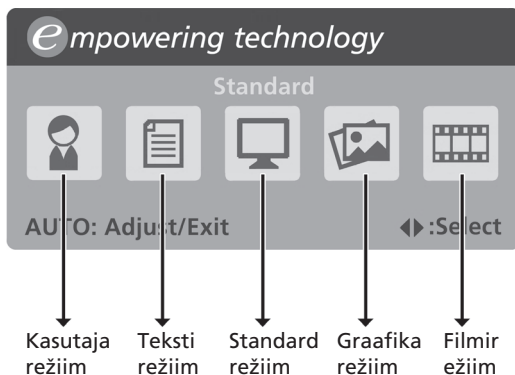 empowering technology
Standard
AUTO: Adjust/Exit ◀▶:Select
Kasutaja Teksti Standard Graafika Filmir
režiim režiim režiim režiim ežiim